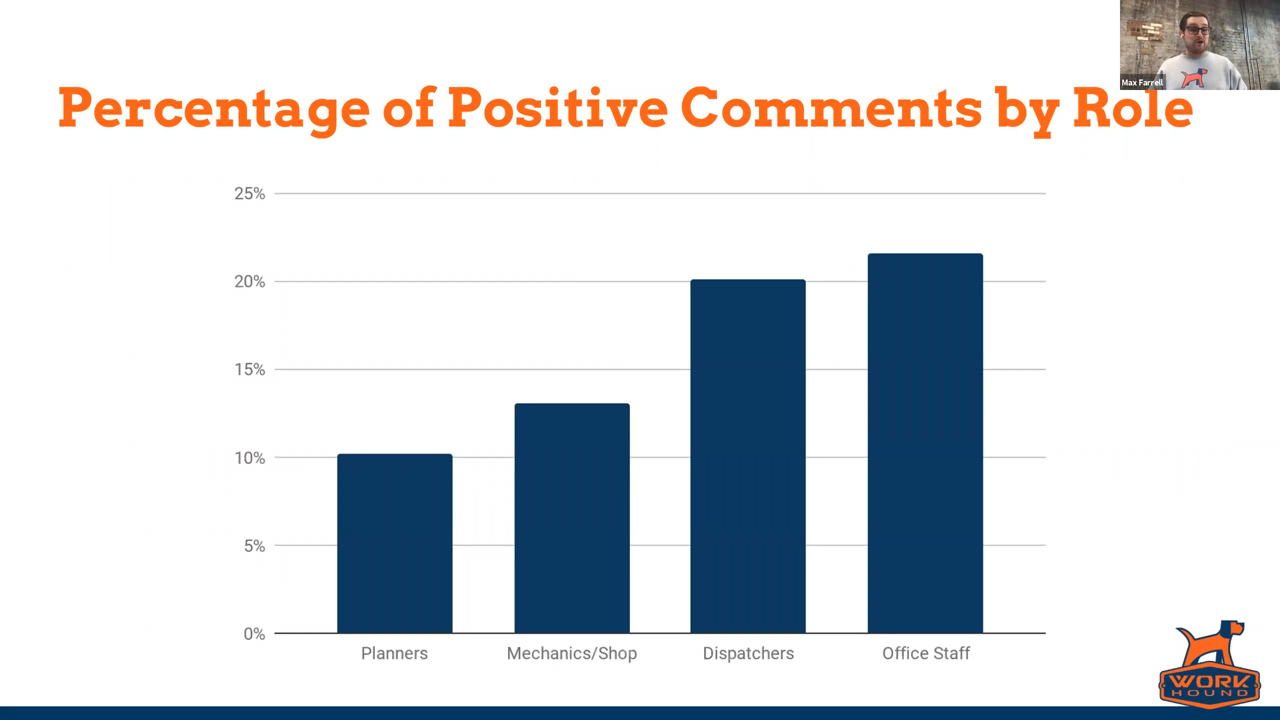 Max Farrell
Percentage of Positive Comments by Role
25%
20%
15%
10%
5%
0%
Planners
Mechanics/Shop
Dispatchers
Office Staff
WORK
HOUND